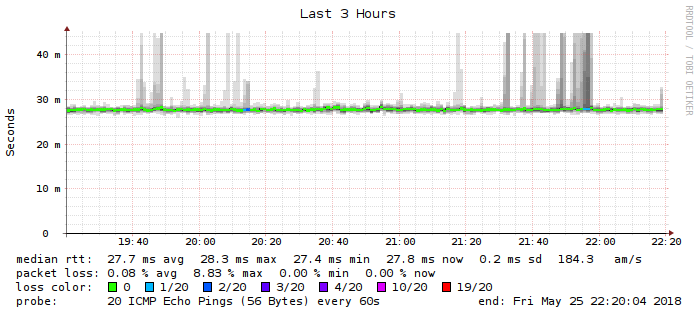 Last 3 Hours
RRDTOOL / TOBI OETIKER
Seconds
40 m
30 m
20 m
10 m
0
19:40 20:00 20:20 20:40 21:00 21:20 21:40 22:00 22:20
median rtt: 27.7 ms avg 28.3 ms max 27.4 ms min 27.8 ms now 0.2 ms sd 184.3 am/s
packet loss: 0.08 % avg 8.83 % max 0.00 % min 0.00 % now
loss color: 0 1/20 2/20 3/20 4/20 10/20 19/20
probe: 20 ICMP Echo Pings (56 Bytes) every 60s end: Fri May 25 22:20:04 2018